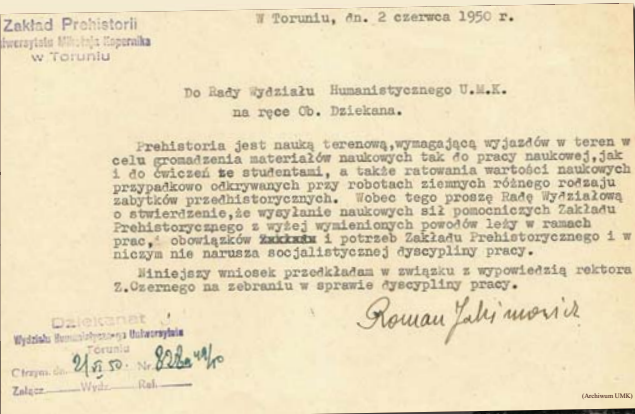 Zakład Prehistorii
Uniwersytetu Mikołaja Kopernika
w Toruniu
W Toruniu, dn. 2 czerwca 1950 r.
Do Rady Wydziału Humanistycznego U.M.K.
na ręce Ob. Dziekana.
Prehistoria jest nauką terenową,wymagającą wyjazdów w teren w
celu gromadzenia materiałów naukowych tak do pracy naukowej,jak
i do ćwiczeń ze studentami, a także ratowania wartości naukowych
przypadkowo odkrywanych przy robotach ziemnych różnego rodzaju
zabytków przedhistorycznych. Wobec tego proszę Radę Wydziałową
o stwierdzenie,że wysyłanie naukowych sił pomocniczych Zakładu
Prehistorycznego z wyżej wymienionych powodów leży w ramach
prac, obowiązków i potrzeb Zakładu Prehistorycznego i w
niczym nie narusza socjalistycznej dyscypliny pracy.
Niniejszy wniosek przedkładam w związku z wypowiedzią rektora
Z.Czernego na zebraniu w sprawie dyscypliny pracy.
Roman Jakimowicz
Dziekanat
Wydziału Humanistycznego Uniwersytetu
Toruniu
Otrzym. dn. 2/VI 50. Nr.
Załącz. Wydz. Ref.
(Archiwum UMK)